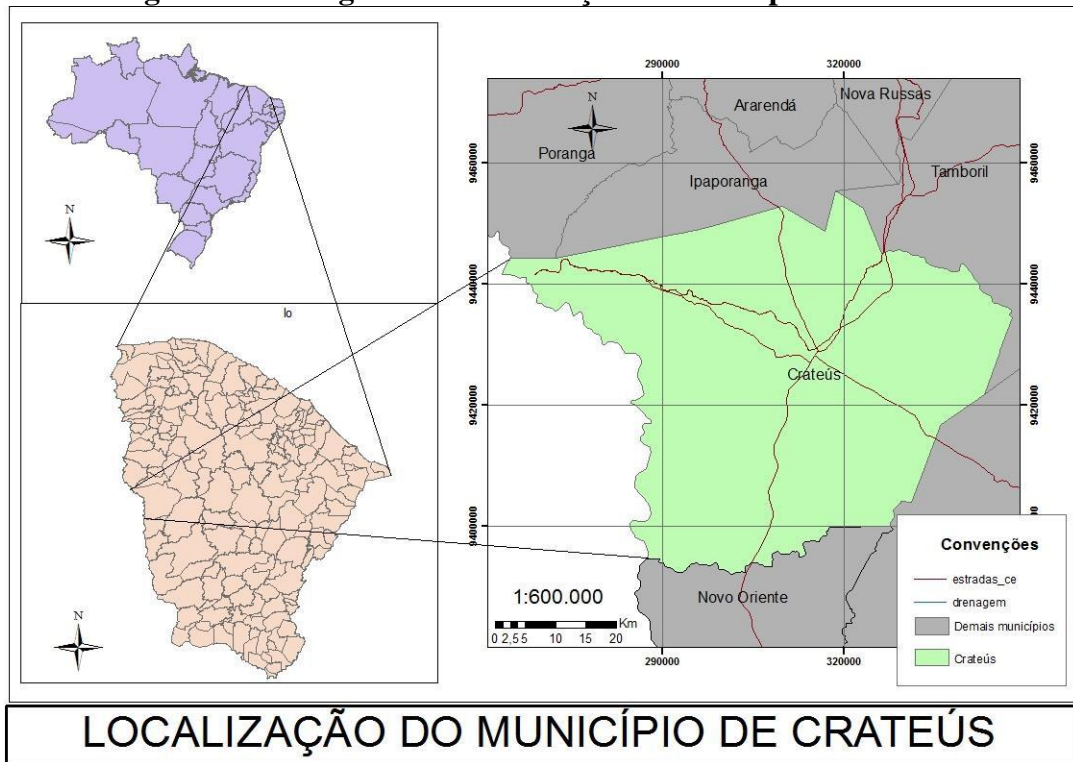 N
N
lo
N
290000
320000
Nova Russas
Ararendá
N
Poranga
Ipaporanga
Tamboril
9460000
9460000
9440000
9440000
Crateús
9420000
9420000
9400000
Novo Oriente
1:600.000
0 2,5 5 10 15 20
Km
290000
320000
Convenções
estradas_ce
drenagem
Demais municípios
Crateús
LOCALIZAÇÃO DO MUNICÍPIO DE CRATEÚS